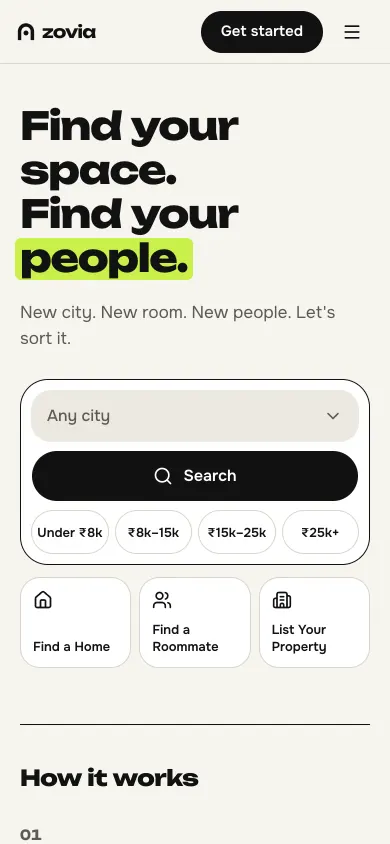 zovia
Get started
Find your
space.
Find your
people.
New city. New room. New people. Let's
sort it.
Any city
Search
Under ₹8k
₹8k–15k
₹15k–25k
₹25k+
Find a Home
Find a
Roommate
List Your
Property
How it works
01